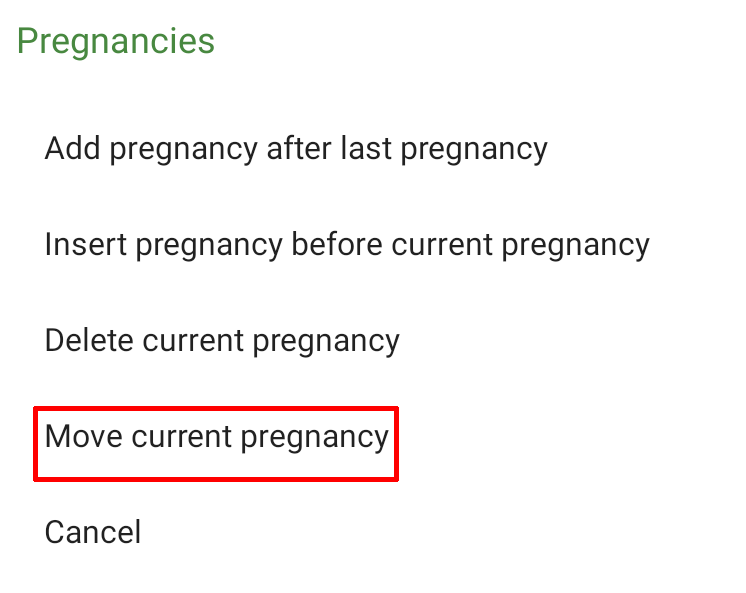 Pregnancies
Add pregnancy after last pregnancy
Insert pregnancy before current pregnancy
Delete current pregnancy
Move current pregnancy
Cancel